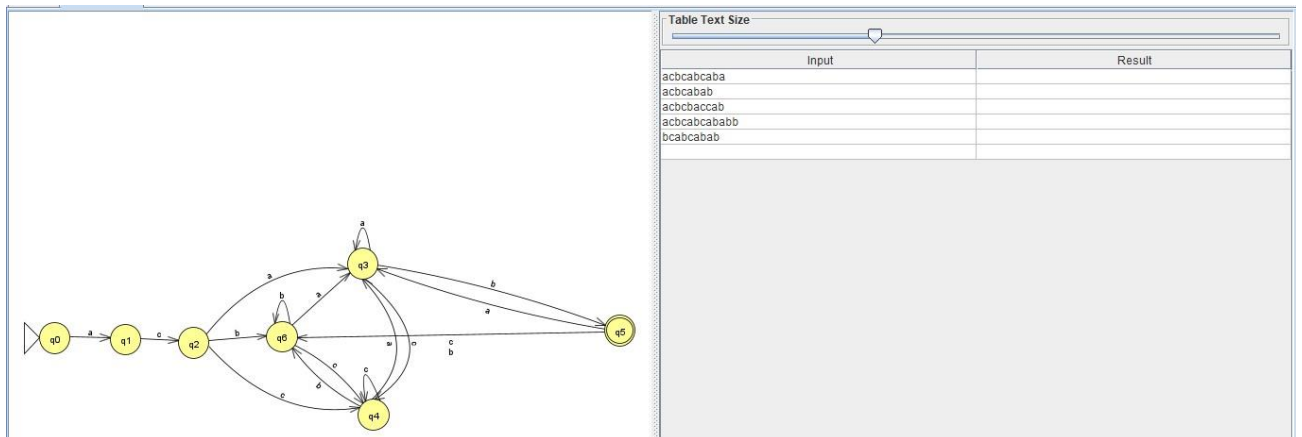 Table Text Size
Input Result
acbcabcaba
acbcabab
acbcbaccab
acbcabcababb
bcabcabab
a
q3
a
b
a
b
a
q0
a
q1
c
q2
b
q6
q5
c
b
a
c
c
b
c
c
q4